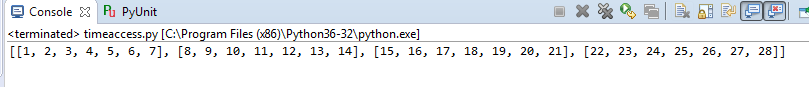 Console PyUnit
<terminated> timeaccess.py [C:\Program Files (x86)\Python36-32\python.exe]
[[1, 2, 3, 4, 5, 6, 7], [8, 9, 10, 11, 12, 13, 14], [15, 16, 17, 18, 19, 20, 21], [22, 23, 24, 25, 26, 27, 28]]